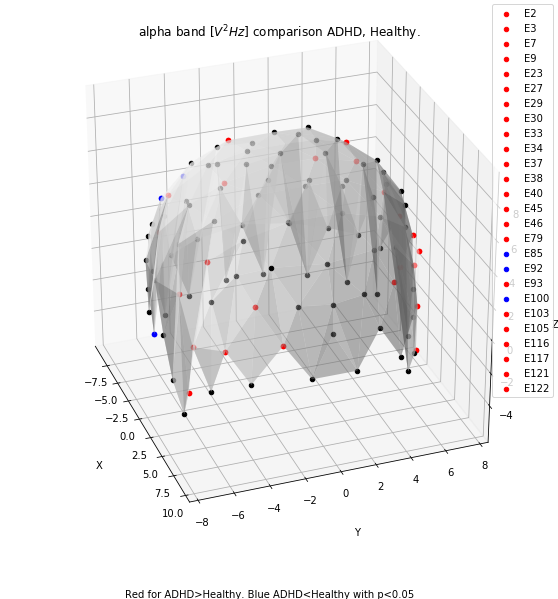 alpha band [V²Hz] comparison ADHD, Healthy.
E2
E3
E7
E9
E23
E27
E29
E30
E33
E34
E37
E38
E40
E45
E46
E79
E85
E92
E93
E100
E103
E105
E116
E117
E121
E122
8
6
4
2
0
−2
−4
Z
−7.5
−5.0
−2.5
0.0
2.5
5.0
7.5
10.0
X
−8
−6
−4
−2
0
2
4
6
8
Y
Red for ADHD>Healthy. Blue ADHD<Healthy with p<0.05